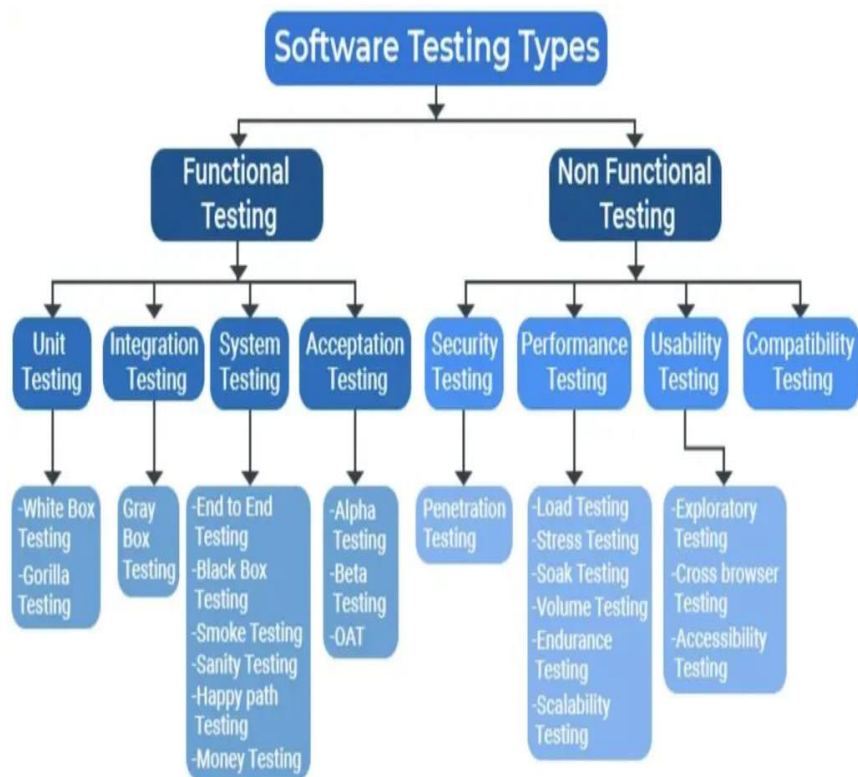 Software Testing Types
Functional
Testing
Non Functional
Testing
Unit
Testing
Integration
Testing
System
Testing
Acceptation
Testing
Security
Testing
Performance
Testing
Usability
Testing
Compatibility
Testing
-White Box
Testing
-Gorilla
Testing
Gray
Box
Testing
-End to End
Testing
-Black Box
Testing
-Smoke Testing
-Sanity Testing
-Happy path
Testing
-Money Testing
-Alpha
Testing
-Beta
Testing
-OAT
Penetration
Testing
-Load Testing
-Stress Testing
-Soak Testing
-Volume Testing
-Endurance
Testing
-Scalability
Testing
-Exploratory
Testing
-Cross browser
Testing
-Accessibility
Testing